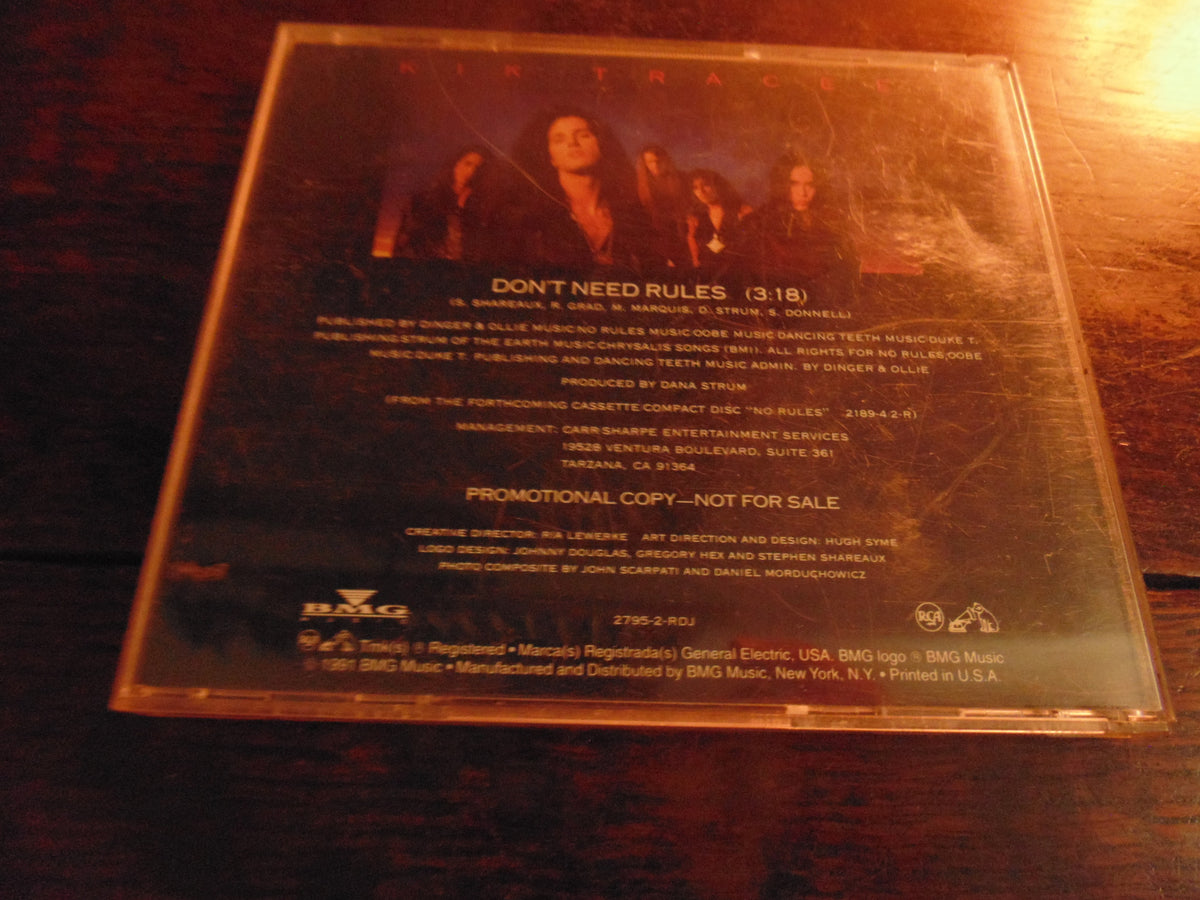 KIK TRACEE
DON'T NEED RULES (3:18)
(S. SHAREAUX, R. GRAD, M. MARQUIS, D. STRUM, S. DONNELL)
PUBLISHED BY DINGER & OLLIE MUSIC/NO RULES MUSIC/OOBE MUSIC/DANCING TEETH MUSIC/DUKE T.
PUBLISHING/STRUM OF THE EARTH MUSIC/CHRYSALIS SONGS (BMI). ALL RIGHTS FOR NO RULES/OOBE
MUSIC/DUKE T. PUBLISHING AND DANCING TEETH MUSIC ADMIN. BY DINGER & OLLIE
PRODUCED BY DANA STRUM
(FROM THE FORTHCOMING CASSETTE/COMPACT DISC "NO RULES" 2189-4/2-R)
MANAGEMENT: CARR/SHARPE ENTERTAINMENT SERVICES
19528 VENTURA BOULEVARD, SUITE 361
TARZANA, CA 91364
PROMOTIONAL COPY—NOT FOR SALE
CREATIVE DIRECTOR: RIA LEWERKE ART DIRECTION AND DESIGN: HUGH SYME
LOGO DESIGN: JOHNNY DOUGLAS, GREGORY HEX AND STEPHEN SHAREAUX
PHOTO COMPOSITE BY JOHN SCARPATI AND DANIEL MORDUCHOWICZ
BMG
2795-2-RDJ
RCA
Tmk(s) ® Registered • Marca(s) Registrada(s) General Electric, USA. BMG logo ® BMG Music
1991 BMG Music • Manufactured and Distributed by BMG Music, New York, N.Y. • Printed in U.S.A.